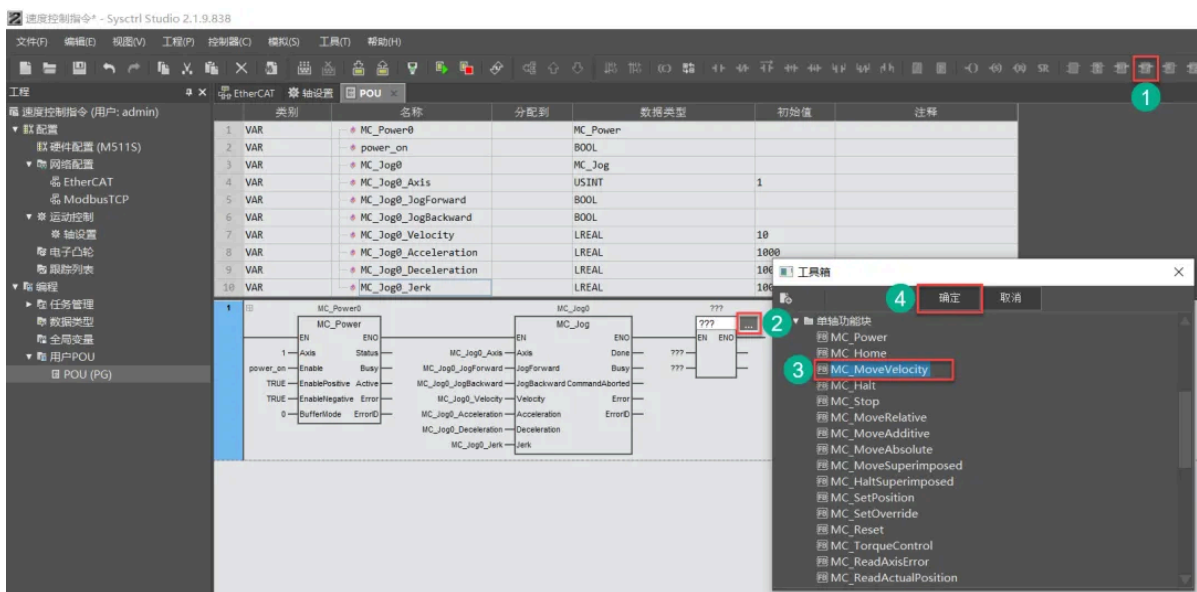 速度控制指令* - Sysctrl Studio 2.1.9.838
文件(F) 编辑(E) 视图(V) 工程(P) 控制器(C) 模拟(S) 工具(T) 帮助(H)
SR
1
工程
EtherCAT 轴设置 POU
速度控制指令 (用户: admin)
配置
硬件配置 (M511S)
网络配置
EtherCAT
ModbusTCP
运动控制
轴设置
电子凸轮
跟踪列表
编程
任务管理
数据类型
全局变量
用户POU
POU (PG)
类别 名称 分配到 数据类型 初始值 注释
1 VAR MC_Power0 MC_Power
2 VAR power_on BOOL
3 VAR MC_Jog0 MC_Jog
4 VAR MC_Jog0_Axis USINT 1
5 VAR MC_Jog0_JogForward BOOL
6 VAR MC_Jog0_JogBackward BOOL
7 VAR MC_Jog0_Velocity LREAL 10
8 VAR MC_Jog0_Acceleration LREAL 1000
9 VAR MC_Jog0_Deceleration LREAL 100
10 VAR MC_Jog0_Jerk LREAL 100
1
MC_Power0 MC_Jog0 ???
MC_Power MC_Jog ??? ... 2
EN ENO EN ENO EN ENO
1 Axis Status MC_Jog0_Axis Axis Done ???
power_on Enable Busy MC_Jog0_JogForward JogForward Busy ???
TRUE EnablePositive Active MC_Jog0_JogBackward JogBackward CommandAborted
TRUE EnableNegative Error MC_Jog0_Velocity Velocity Error
0 BufferMode ErrorID MC_Jog0_Acceleration Acceleration ErrorID
MC_Jog0_Deceleration Deceleration
MC_Jog0_Jerk Jerk
工具箱
4 确定 取消
单轴功能块
MC_Power
MC_Home
3 MC_MoveVelocity
MC_Halt
MC_Stop
MC_MoveRelative
MC_MoveAdditive
MC_MoveAbsolute
MC_MoveSuperimposed
MC_HaltSuperimposed
MC_SetPosition
MC_SetOverride
MC_Reset
MC_TorqueControl
MC_ReadAxisError
MC_ReadActualPosition